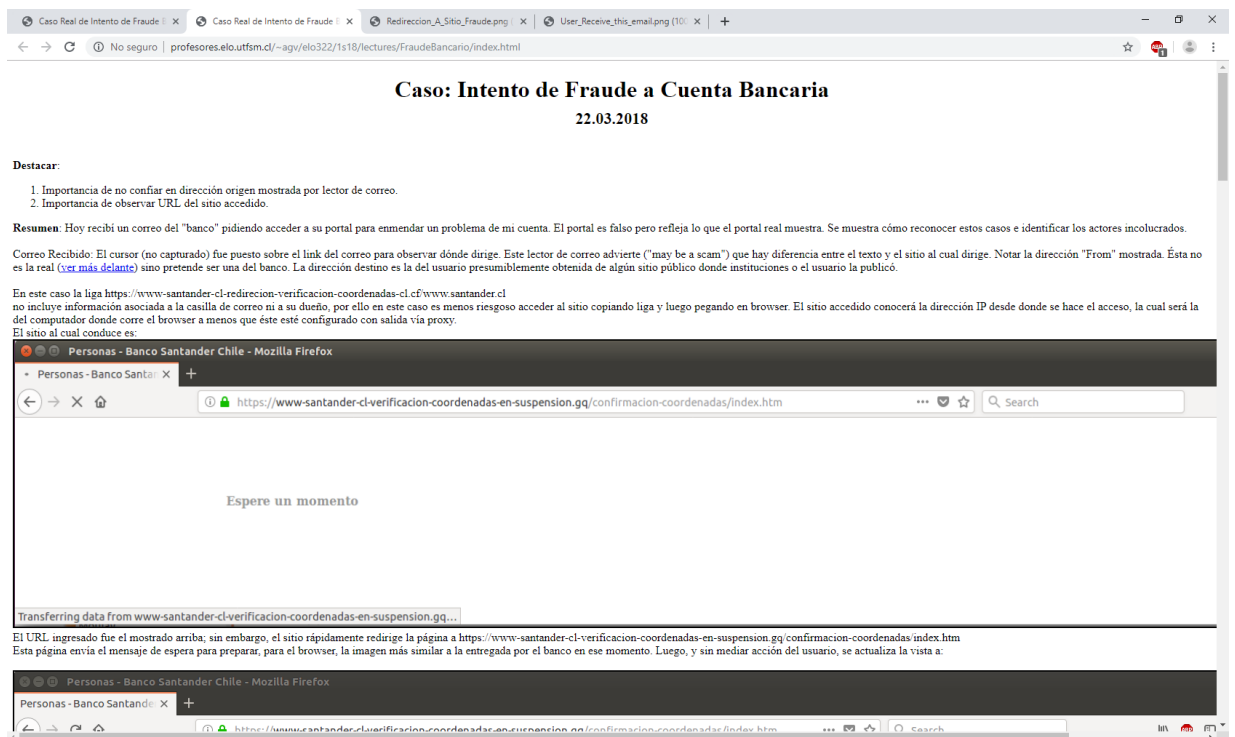 Caso Real de Intento de Fraude B
Caso Real de Intento de Fraude B
Redireccion_A_Sitio_Fraude.png (
User_Receive_this_email.png (100
No seguro | profesores.elo.utfsm.cl/~agv/elo322/1s18/lectures/FraudeBancario/index.html
ABP
1
Caso: Intento de Fraude a Cuenta Bancaria
22.03.2018
Destacar:
1. Importancia de no confiar en dirección origen mostrada por lector de correo.
2. Importancia de observar URL del sitio accedido.
Resumen: Hoy recibí un correo del "banco" pidiendo acceder a su portal para enmendar un problema de mi cuenta. El portal es falso pero refleja lo que el portal real muestra. Se muestra cómo reconocer estos casos e identificar los actores incolucrados.
Correo Recibido: El cursor (no capturado) fue puesto sobre el link del correo para observar dónde dirige. Este lector de correo advierte ("may be a scam") que hay diferencia entre el texto y el sitio al cual dirige. Notar la dirección "From" mostrada. Ésta no
es la real (ver más delante) sino pretende ser una del banco. La dirección destino es la del usuario presumiblemente obtenida de algún sitio público donde instituciones o el usuario la publicó.
En este caso la liga https://www-santander-cl-redirecion-verificacion-coordenadas-cl.cf/www.santander.cl
no incluye información asociada a la casilla de correo ni a su dueño, por ello en este caso es menos riesgoso acceder al sitio copiando liga y luego pegando en browser. El sitio accedido conocerá la dirección IP desde donde se hace el acceso, la cual será la
del computador donde corre el browser a menos que éste esté configurado con salida vía proxy.
El sitio al cual conduce es:
Personas - Banco Santander Chile - Mozilla Firefox
Personas - Banco Santan
https://www-santander-cl-verificacion-coordenadas-en-suspension.gq/confirmacion-coordenadas/index.htm
Search
Espere un momento
Transferring data from www-santander-cl-verificacion-coordenadas-en-suspension.gq...
El URL ingresado fue el mostrado arriba; sin embargo, el sitio rápidamente redirige la página a https://www-santander-cl-verificacion-coordenadas-en-suspension.gq/confirmacion-coordenadas/index.htm
Esta página envía el mensaje de espera para preparar, para el browser, la imagen más similar a la entregada por el banco en ese momento. Luego, y sin mediar acción del usuario, se actualiza la vista a:
Personas - Banco Santander Chile - Mozilla Firefox
Personas - Banco Santande
https://www-santander-cl-verificacion-coordenadas-en-suspension.gq/confirmacion-coordenadas/index.htm
Search